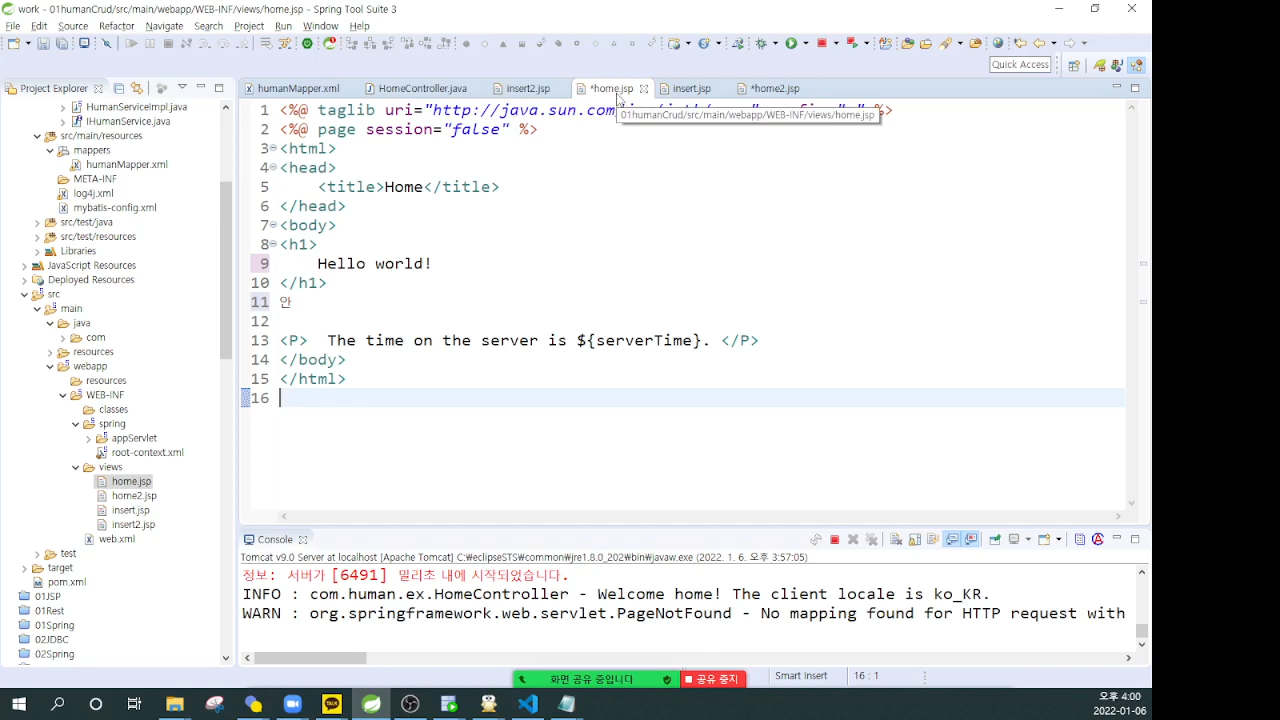 work - 01humanCrud/src/main/webapp/WEB-INF/views/home.jsp - Spring Tool Suite 3
File Edit Source Refactor Navigate Search Project Run Window Help
Quick Access
Project Explorer
humanMapper.xml HomeController.java insert2.jsp *home.jsp insert.jsp *home2.jsp
HumanServiceImpl.java
IHumanService.java
src/main/resources
mappers
humanMapper.xml
META-INF
log4j.xml
mybatis-config.xml
src/test/java
src/test/resources
Libraries
JavaScript Resources
Deployed Resources
src
main
java
com
resources
webapp
resources
WEB-INF
classes
spring
appServlet
root-context.xml
views
home.jsp
home2.jsp
insert.jsp
insert2.jsp
web.xml
test
target
pom.xml
01JSP
01Rest
01Spring
02JDBC
02Spring
1 <%@ taglib uri="http://java.sun.com %>
01humanCrud/src/main/webapp/WEB-INF/views/home.jsp
2 <%@ page session="false" %>
3 <html>
4 <head>
5 <title>Home</title>
6 </head>
7 <body>
8 <h1>
9 Hello world!
10 </h1>
11 안
12
13 <P> The time on the server is ${serverTime}. </P>
14 </body>
15 </html>
16
Console
Tomcat v9.0 Server at localhost [Apache Tomcat] C:₩eclipseSTS₩common₩jre1.8.0_202₩bin₩javaw.exe (2022. 1. 6. 오후 3:57:05)
정보: 서버가 [6491] 밀리초 내에 시작되었습니다.
INFO : com.human.ex.HomeController - Welcome home! The client locale is ko_KR.
WARN : org.springframework.web.servlet.PageNotFound - No mapping found for HTTP request with
화면 공유 중입니다 공유 중지
Smart Insert 16 : 1
TALK
오후 4:00
2022-01-06